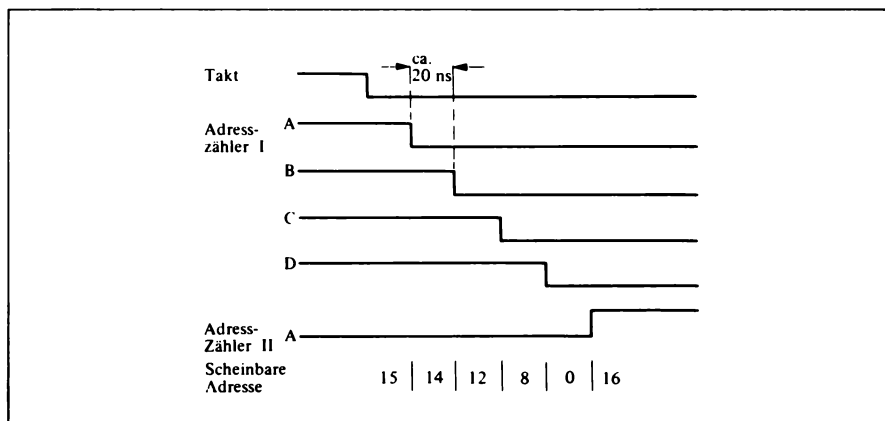 ca.
Takt 20 ns
Adress- A
zähler I
B
C
D
Adress- A
Zähler II
Scheinbare
Adresse 15 14 12 8 0 16